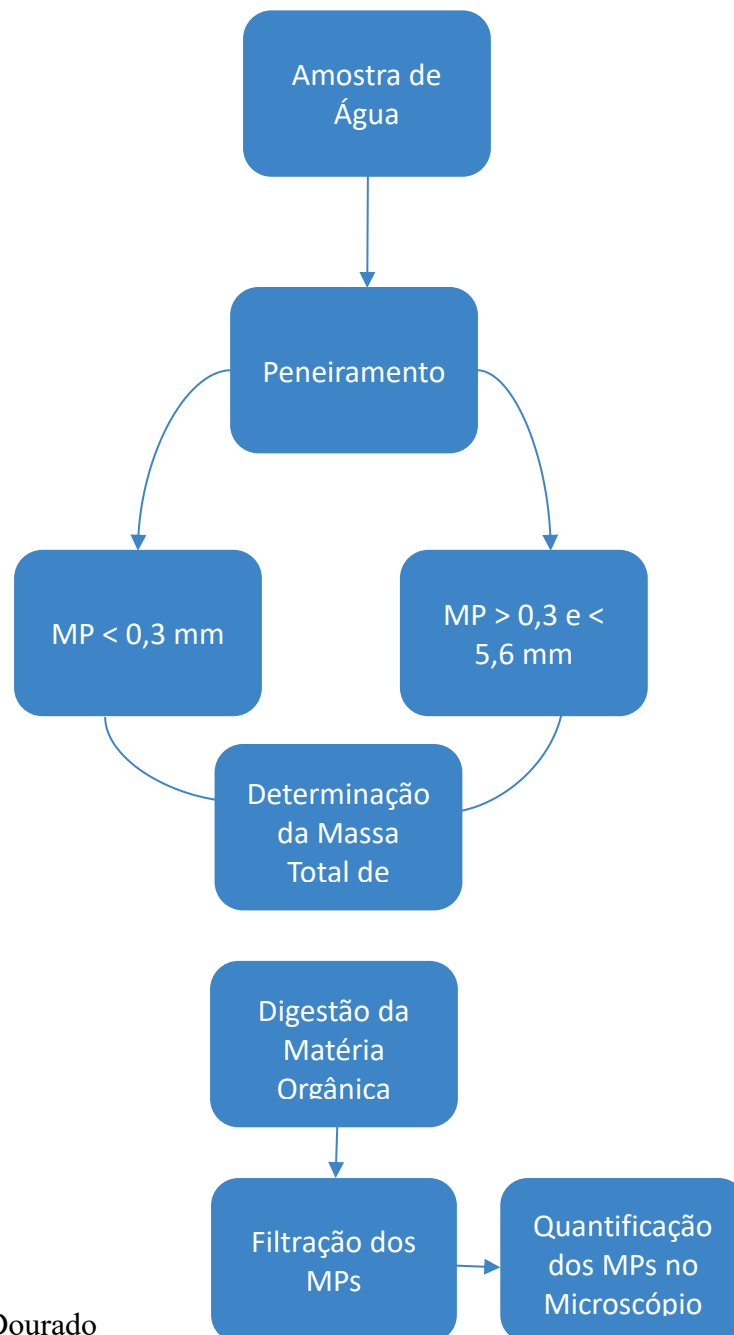 Amostra de
Água
Peneiramento
MP < 0,3 mm
MP > 0,3 e <
5,6 mm
Determinação
da Massa
Total de
Digestão da
Matéria
Orgânica
Filtração dos
MPs
Quantificação
dos MPs no
Microscópio
Dourado